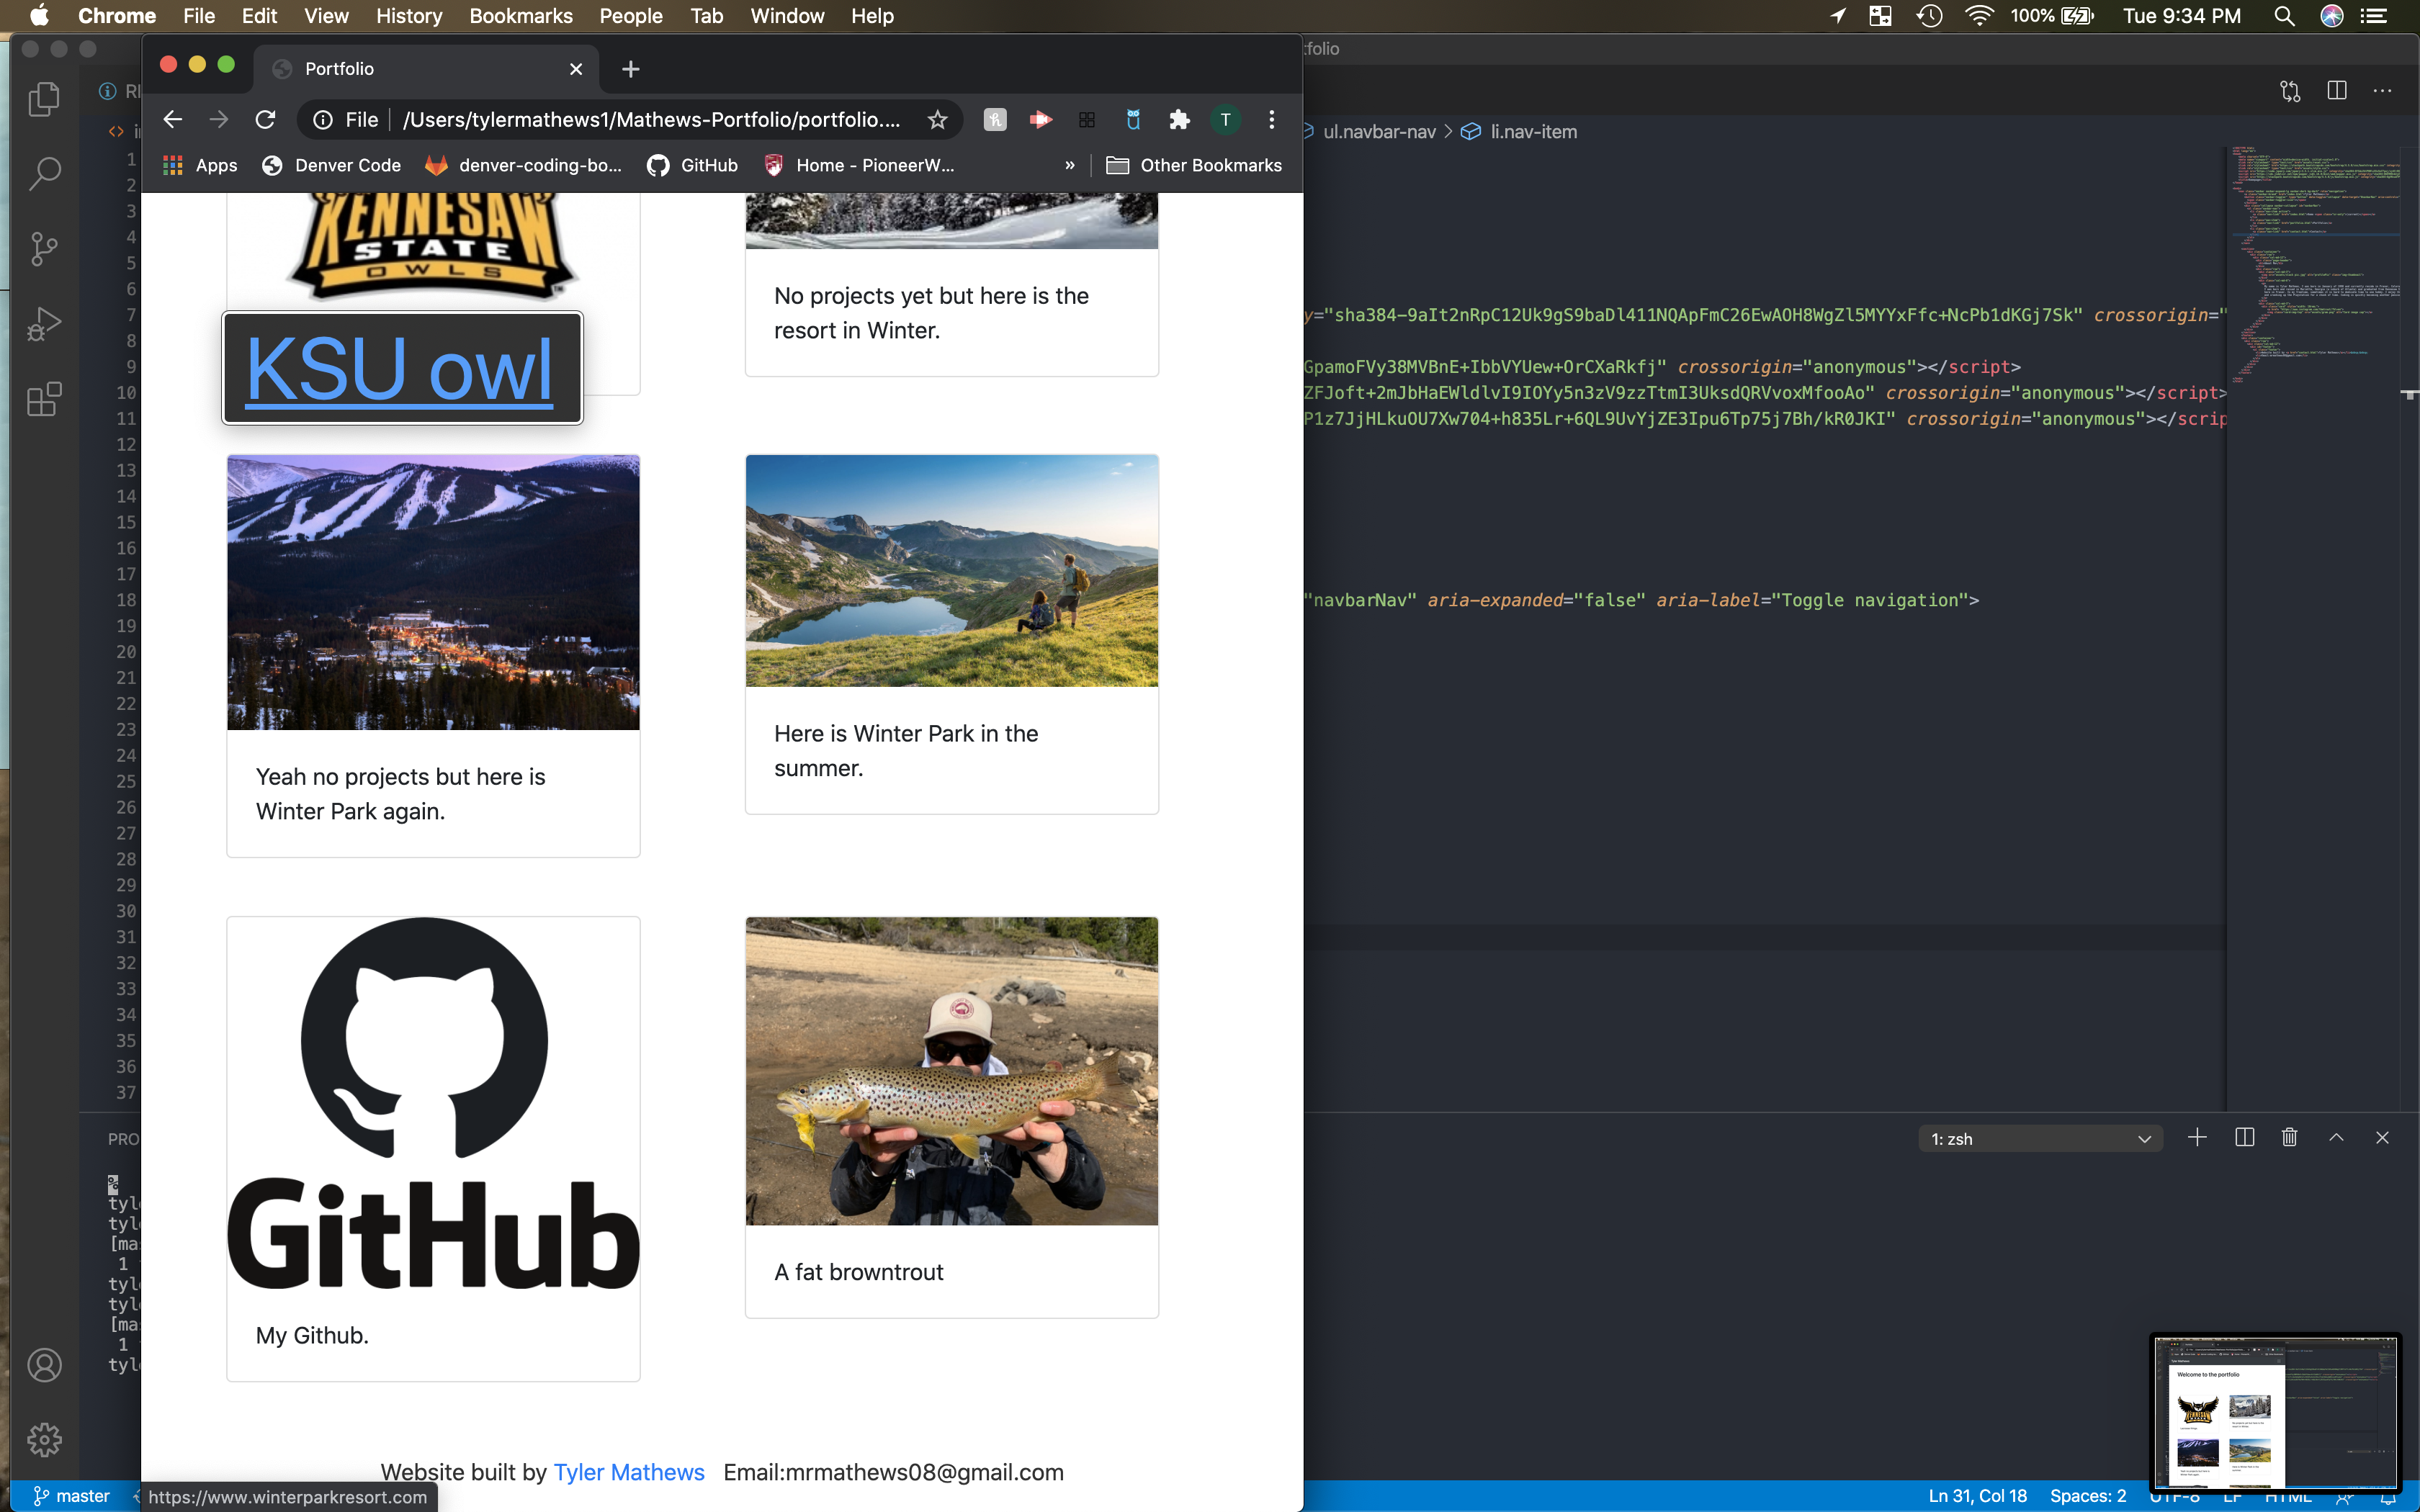 Chrome File Edit View History Bookmarks People Tab Window Help 100% Tue 9:34 PM
Portfolio
File /Users/tylermathews1/Mathews-Portfolio/portfolio.... T
Apps Denver Code denver-coding-bo... GitHub Home - PioneerW... » Other Bookmarks
tfolio
ul.navbar-nav > li.nav-item
1
2
3
4
5
6
7
8
9
10
11
12
13
14
15
16
17
18
19
20
21
22
23
24
25
26
27
28
29
30
31
32
33
34
35
36
37
KENNESAW
STATE
OWLS
KSU owl
No projects yet but here is the
resort in Winter.
Yeah no projects but here is
Winter Park again.
Here is Winter Park in the
summer.
GitHub
My Github.
A fat browntrout
Website built by Tyler Mathews Email:mrmathews08@gmail.com
https://www.winterparkresort.com
y="sha384-9aIt2nRpC12Uk9gS9baDl411NQApFmC26EwAOH8WgZl5MYYxFfc+NcPb1dKGj7Sk" crossorigin="
GpamoFVy38MVBnE+IbbVYUew+OrCXaRkfj" crossorigin="anonymous"></script>
ZFJoft+2mJbHaEWldlvI9IOYy5n3zV9zzTtmI3UksdQRVvoxMfooAo" crossorigin="anonymous"></script>
P1z7JjHLkuOU7Xw704+h835Lr+6QL9UvYjZE3Ipu6Tp75j7Bh/kR0JKI" crossorigin="anonymous"></scrip
"navbarNav" aria-expanded="false" aria-label="Toggle navigation">
PRO
1: zsh
tyl
tyl
[ma
1
tyl
tyl
[ma
1
tyl
master
Ln 31, Col 18 Spaces: 2 UTF-8 LF HTML
Welcome to the portfolio